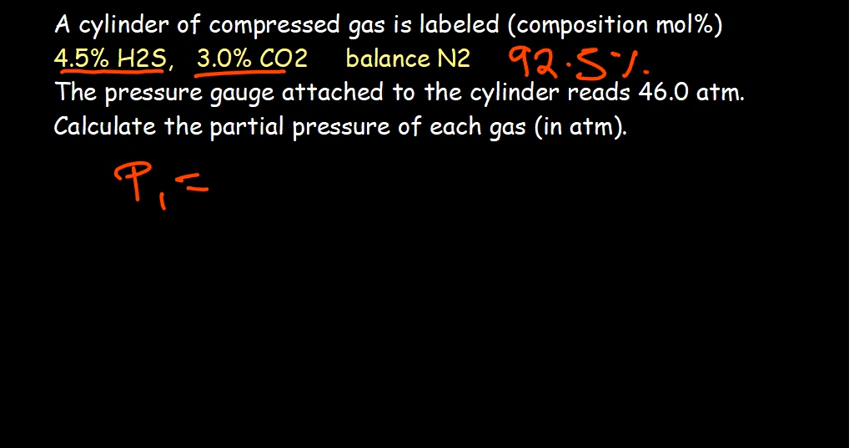 A cylinder of compressed gas is labeled (composition mol%)
4.5% H2S, 3.0% CO2 balance N2 92.5%
The pressure gauge attached to the cylinder reads 46.0 atm.
Calculate the partial pressure of each gas (in atm).
P₁ =